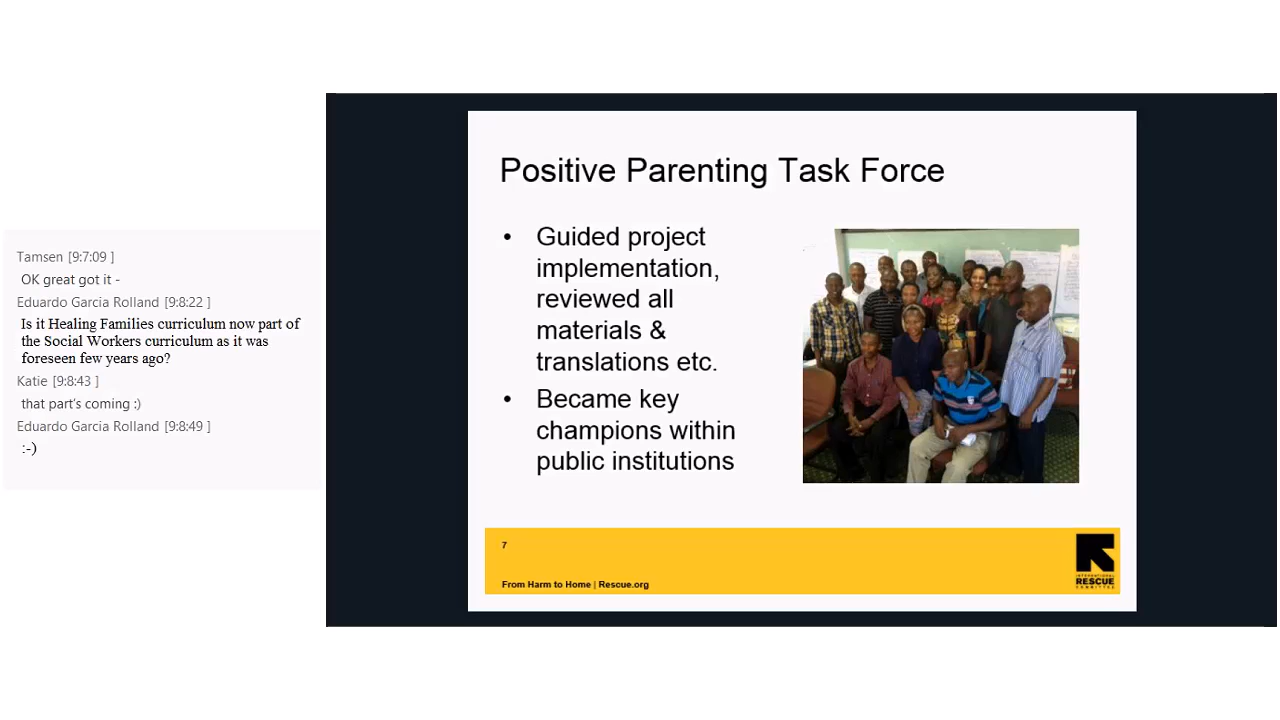 Tamsen [9:7:09 ]
OK great got it -
Eduardo Garcia Rolland [9:8:22 ]
Is it Healing Families curriculum now part of
the Social Workers curriculum as it was
foreseen few years ago?
Katie [9:8:43 ]
that part's coming :)
Eduardo Garcia Rolland [9:8:49 ]
:-)
Positive Parenting Task Force
• Guided project
implementation,
reviewed all
materials &
translations etc.
• Became key
champions within
public institutions
7
From Harm to Home | Rescue.org
INTERNATIONAL
RESCUE
COMMITTEE